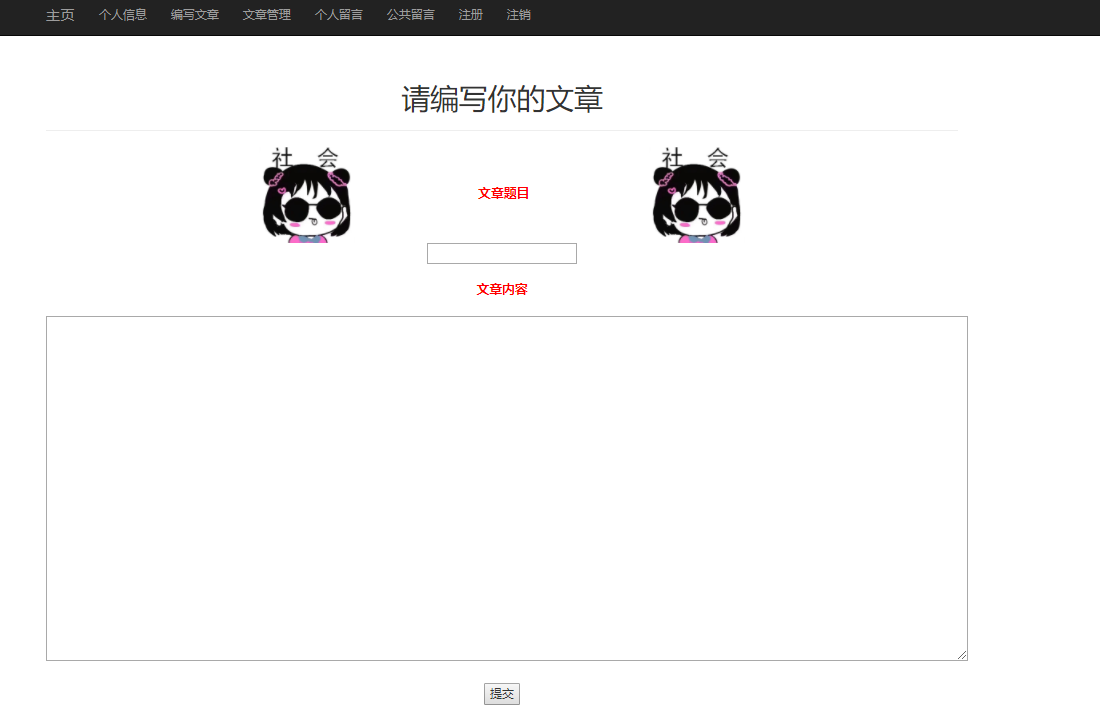 主页 个人信息 编写文章 文章管理 个人留言 公共留言 注册 注销
请编写你的文章
社 会 社 会
文章题目
文章内容
提交